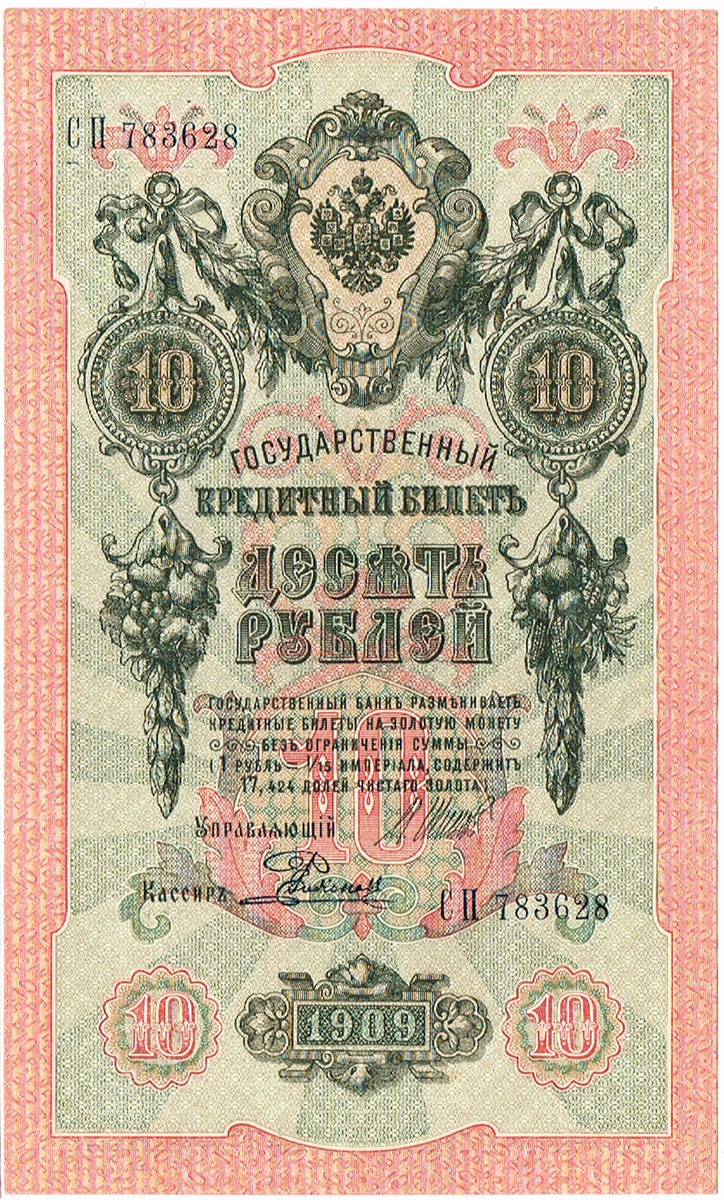 СП 783628
10 10
ГОСУДАРСТВЕННЫЙ
КРЕДИТНЫЙ БИЛЕТЪ
ДЕСЯТЬ
РУБЛЕЙ
ГОСУДАРСТВЕННЫЙ БАНКЪ РАЗМѢНИВАЕТЪ
КРЕДИТНЫЕ БИЛЕТЫ НА ЗОЛОТУЮ МОНЕТУ
БЕЗЪ ОГРАНИЧЕНІЯ СУММЫ
(1 РУБЛЬ = 1/15 ИМПЕРІАЛА, СОДЕРЖИТЪ
17,424 ДОЛЕЙ ЧИСТАГО ЗОЛОТА)
10
Управляющій
Кассиръ
СП 783628
10 1909 10